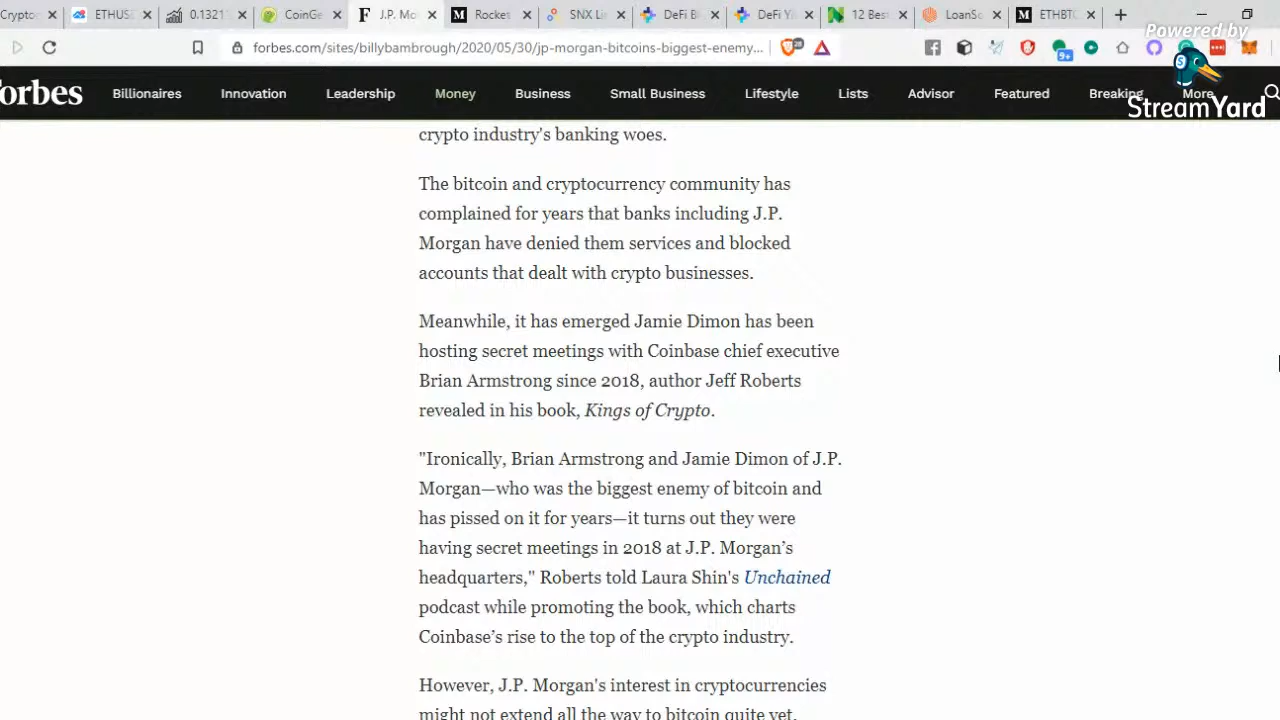 Crypto-
ETHUS
0.1321
CoinGe
J.P. Mo
Rocket
SNX Li
DeFi B
DeFi Yi
12 Bes
LoanSc
ETHBT
forbes.com/sites/billybambrough/2020/05/30/jp-morgan-bitcoins-biggest-enemy...
Powered by
StreamYard
orbes
Billionaires
Innovation
Leadership
Money
Business
Small Business
Lifestyle
Lists
Advisor
Featured
Breaking
More
crypto industry's banking woes.
The bitcoin and cryptocurrency community has
complained for years that banks including J.P.
Morgan have denied them services and blocked
accounts that dealt with crypto businesses.
Meanwhile, it has emerged Jamie Dimon has been
hosting secret meetings with Coinbase chief executive
Brian Armstrong since 2018, author Jeff Roberts
revealed in his book, Kings of Crypto.
"Ironically, Brian Armstrong and Jamie Dimon of J.P.
Morgan—who was the biggest enemy of bitcoin and
has pissed on it for years—it turns out they were
having secret meetings in 2018 at J.P. Morgan’s
headquarters," Roberts told Laura Shin's Unchained
podcast while promoting the book, which charts
Coinbase’s rise to the top of the crypto industry.
However, J.P. Morgan's interest in cryptocurrencies
might not extend all the way to bitcoin quite yet.